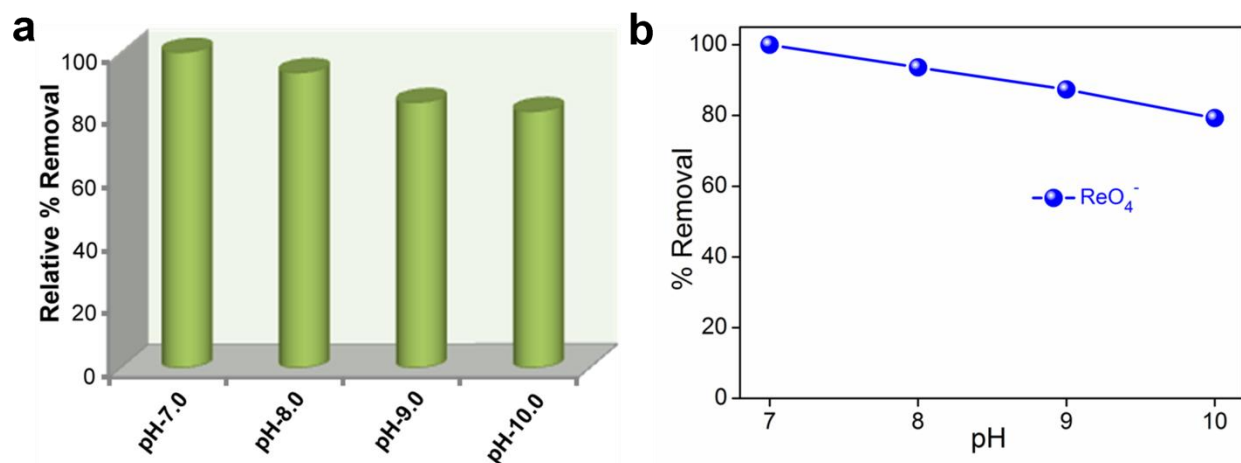 a
Relative % Removal
100
80
60
40
20
0
pH-7.0
pH-8.0
pH-9.0
pH-10.0
b
% Removal
100
80
60
40
20
0
ReO₄⁻
7 8 9 10
pH